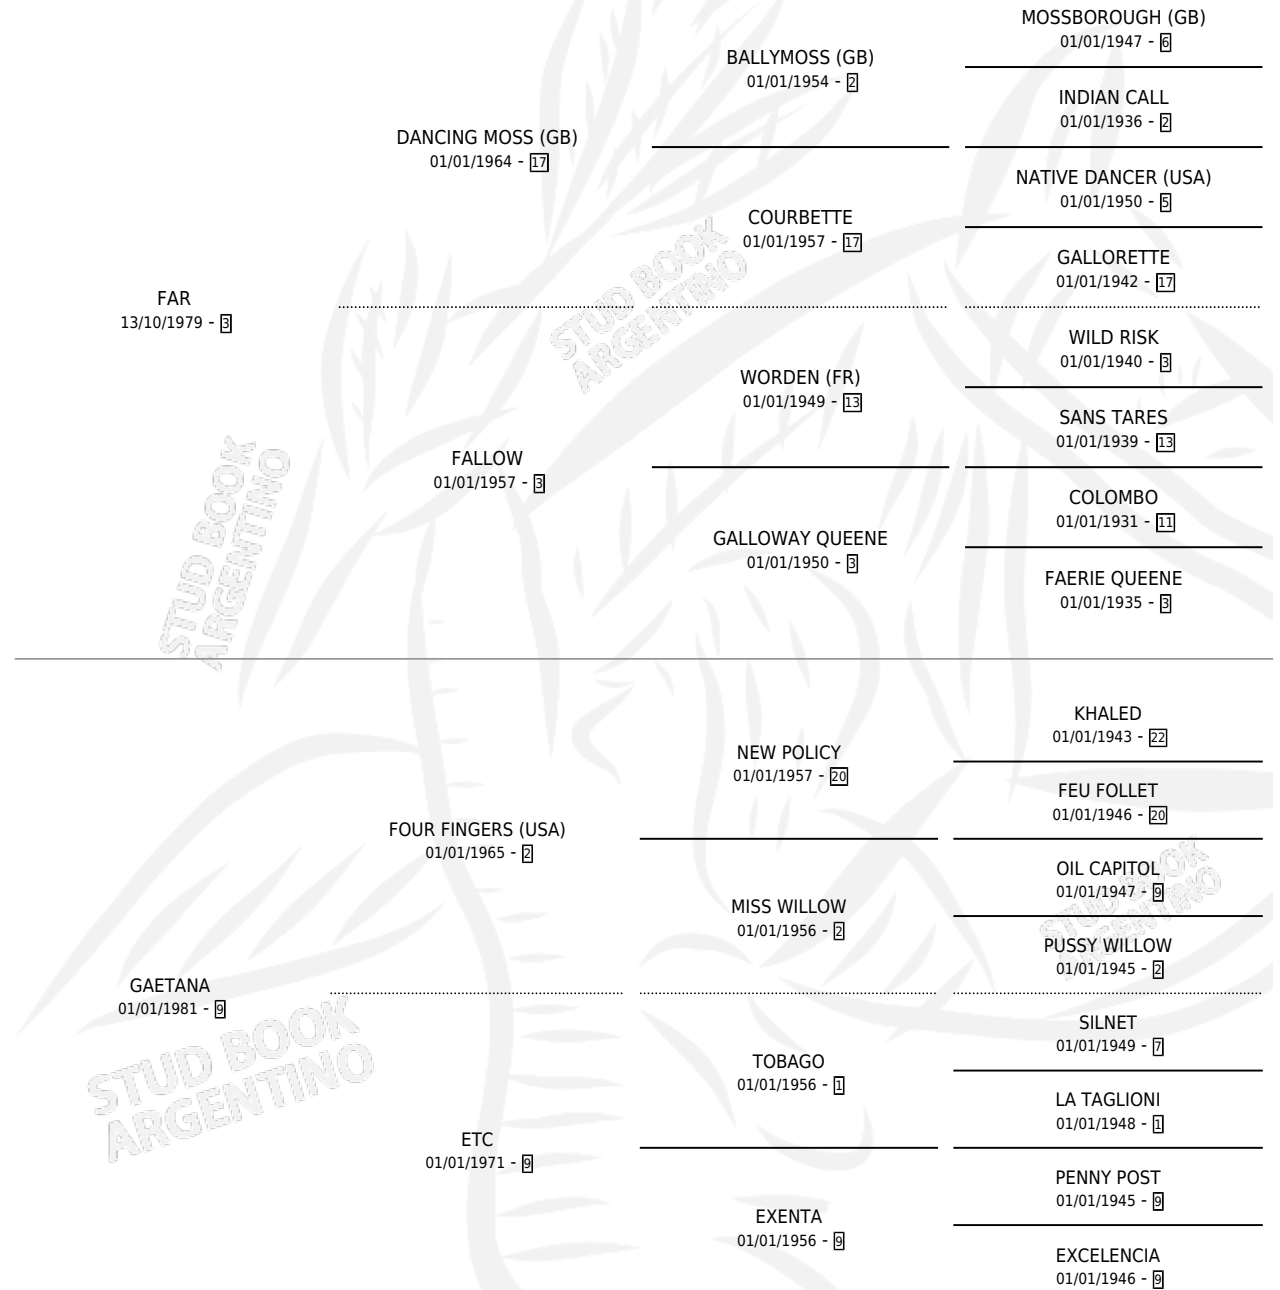 MOSSBOROUGH (GB)
01/01/1947 - 6
BALLYMOSS (GB)
01/01/1954 - 2
INDIAN CALL
01/01/1936 - 2
DANCING MOSS (GB)
01/01/1964 - 17
NATIVE DANCER (USA)
01/01/1950 - 5
COURBETTE
01/01/1957 - 17
GALLORETTE
01/01/1942 - 17
FAR
13/10/1979 - 3
WILD RISK
01/01/1940 - 3
WORDEN (FR)
01/01/1949 - 13
SANS TARES
01/01/1939 - 13
FALLOW
01/01/1957 - 3
COLOMBO
01/01/1931 - 11
GALLOWAY QUEENE
01/01/1950 - 3
FAERIE QUEENE
01/01/1935 - 3
STUD BOOK
ARGENTINO
STUD BOOK
ARGENTINO
KHALED
01/01/1943 - 22
NEW POLICY
01/01/1957 - 20
FEU FOLLET
01/01/1946 - 20
FOUR FINGERS (USA)
01/01/1965 - 2
OIL CAPITOL
01/01/1947 - 9
MISS WILLOW
01/01/1956 - 2
PUSSY WILLOW
01/01/1945 - 2
GAETANA
01/01/1981 - 9
SILNET
01/01/1949 - 7
TOBAGO
01/01/1956 - 1
LA TAGLIONI
01/01/1948 - 1
ETC
01/01/1971 - 9
PENNY POST
01/01/1945 - 9
EXENTA
01/01/1956 - 9
EXCELENCIA
01/01/1946 - 9
STUD BOOK
ARGENTINO
STUD BOOK
ARGENTINO